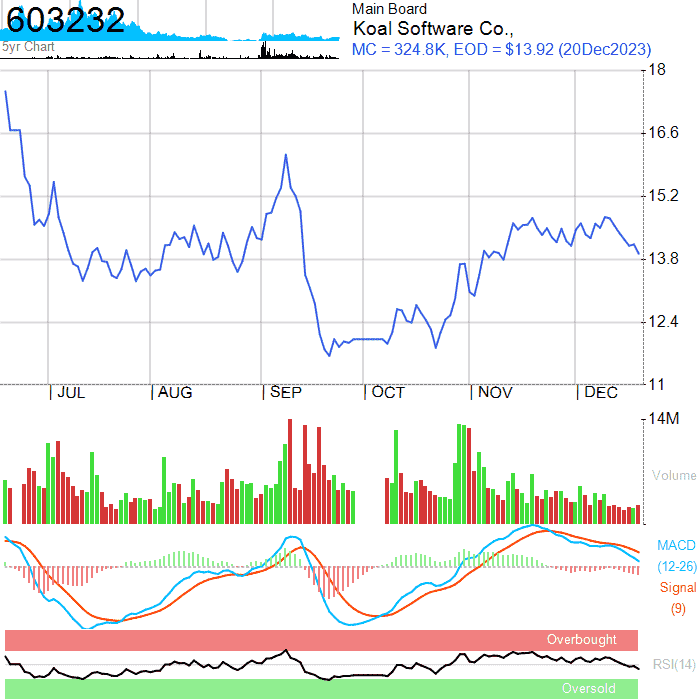 603232
5yr Chart
Main Board
Koal Software Co.,
MC = 324.8K, EOD = $13.92 (20Dec2023)
18
16.6
15.2
13.8
12.4
11
JUL
AUG
SEP
OCT
NOV
DEC
14M
Volume
MACD
(12-26)
Signal
(9)
Overbought
RSI(14)
Oversold